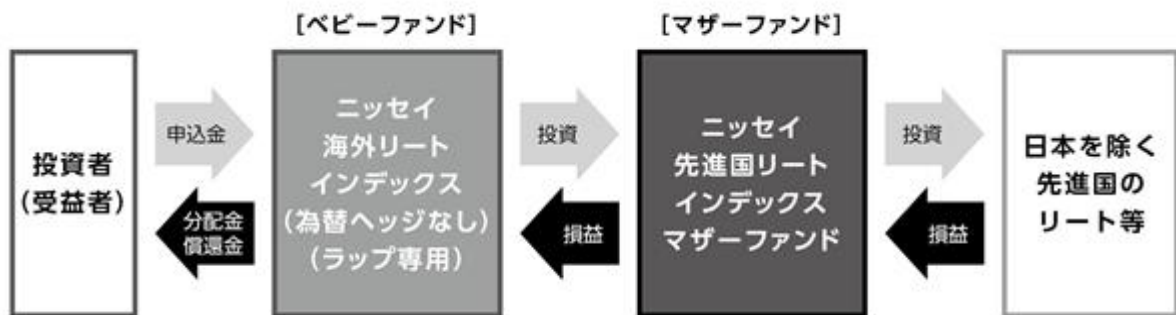 [ベビーファンド]
[マザーファンド]
投資者
(受益者)
申込金
分配金
償還金
ニッセイ
海外リート
インデックス
(為替ヘッジなし)
(ラップ専用)
投資
損益
ニッセイ
先進国リート
インデックス
マザーファンド
投資
損益
日本を除く
先進国の
リート等